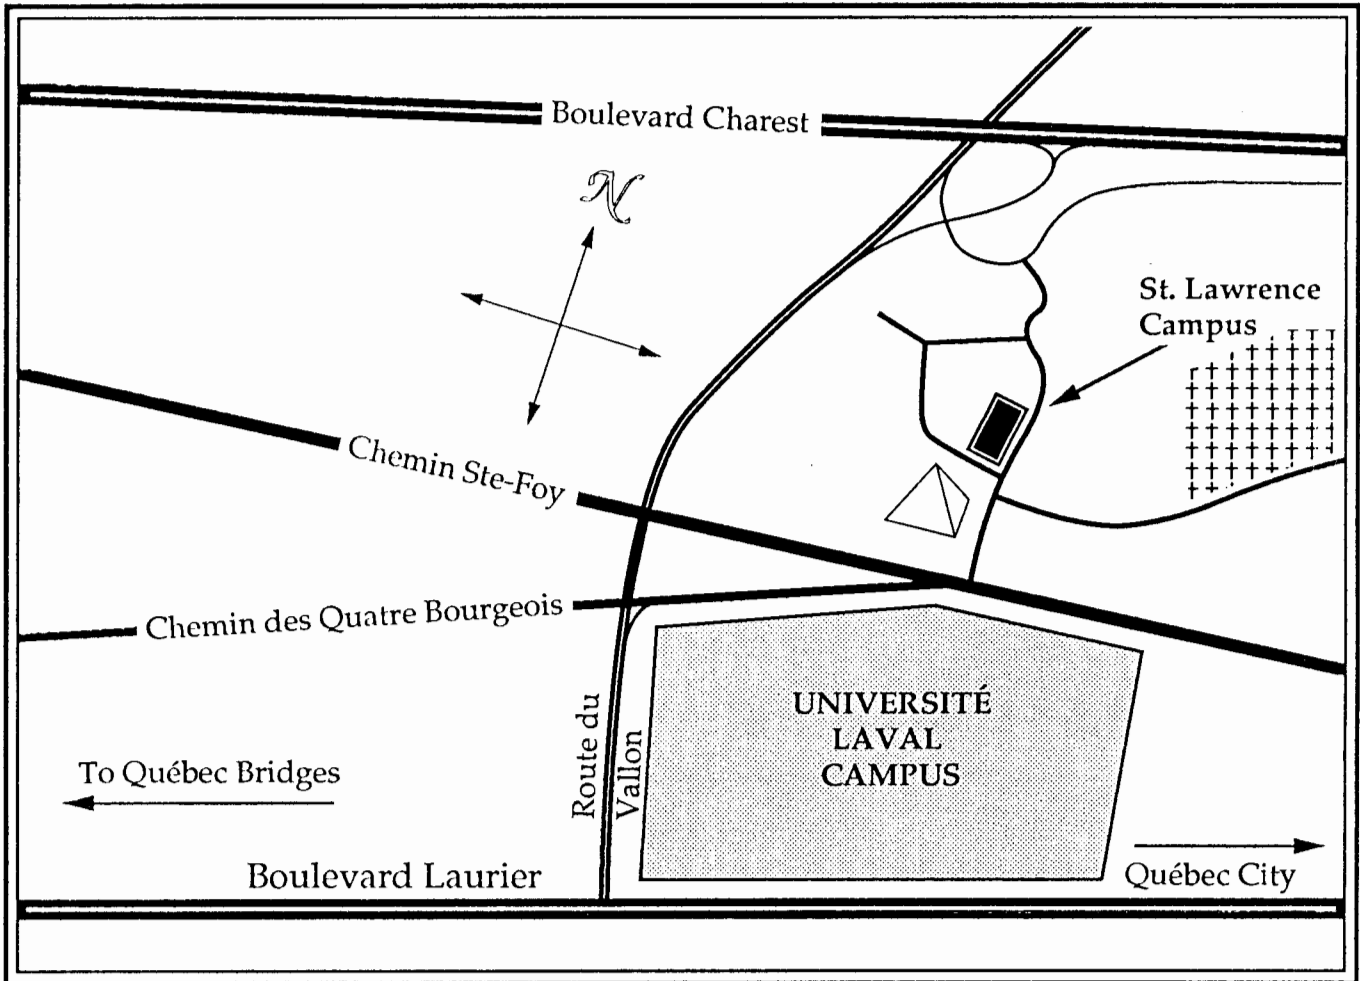 Boulevard Charest
N
St. Lawrence
Campus
Chemin Ste-Foy
Chemin des Quatre Bourgeois
Route du
Vallon
UNIVERSITÉ
LAVAL
CAMPUS
To Québec Bridges
Boulevard Laurier
Québec City